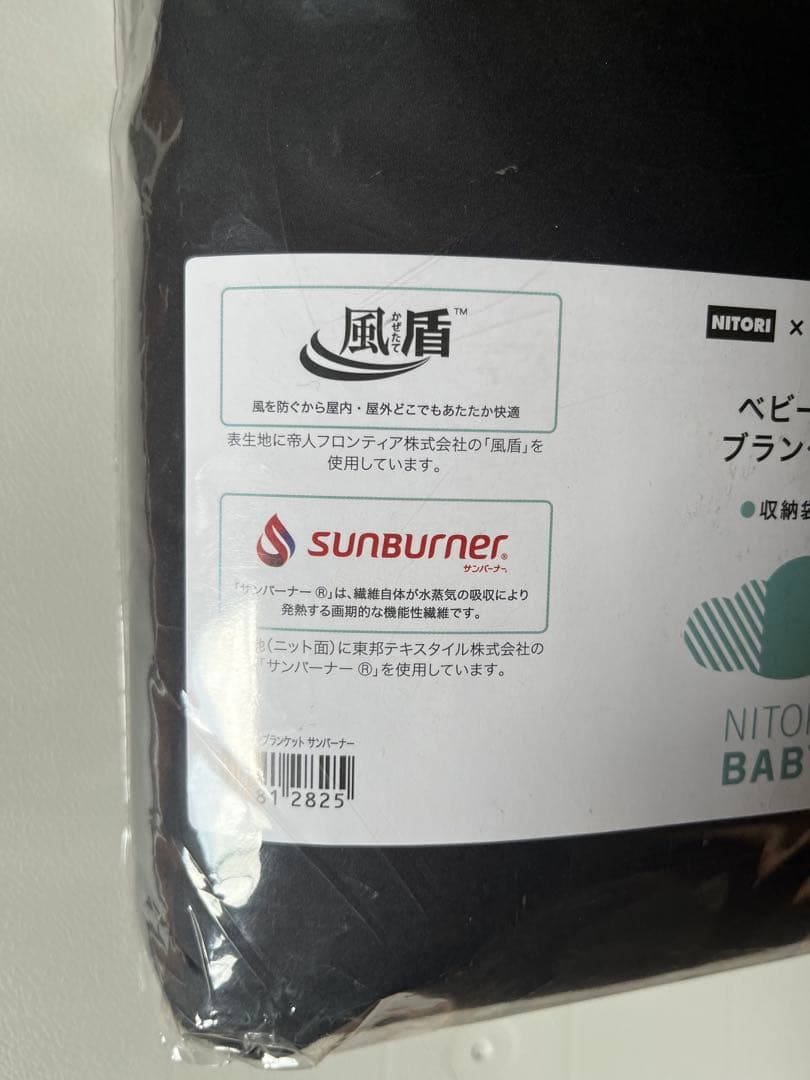 風盾™
かぜたて
風を防ぐから屋内・屋外どこでもあたたか快適
表生地に帝人フロンティア株式会社の「風盾」を
使用しています。
SUNBURNER®
サンバーナー®
「サンバーナー ®」は、繊維自体が水蒸気の吸収により
発熱する画期的な機能性繊維です。
地(ニット面)に東邦テキスタイル株式会社の
「サンバーナー ®」を使用しています。
ブランケット サンバーナー
812825
NITORI ×
ベビー
ブラン
●収納袋
NITO
BAB